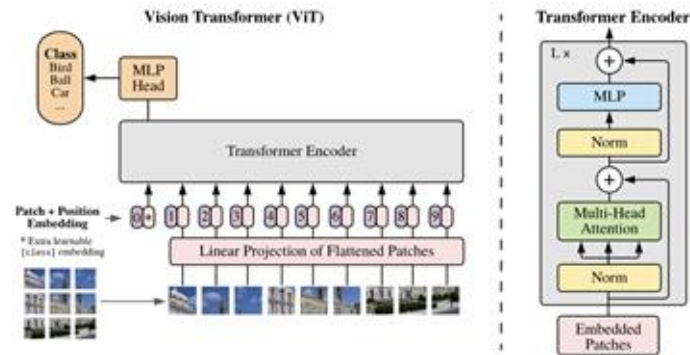 Vision Transformer (ViT)
Class
Bird
Ball
Car
...
MLP
Head
Transformer Encoder
Patch + Position
Embedding
0 * 1 2 3 4 5 6 7 8 9
* Extra learnable
[class] embedding
Linear Projection of Flattened Patches
Transformer Encoder
L ×
+
MLP
Norm
+
Multi-Head
Attention
Norm
Embedded
Patches